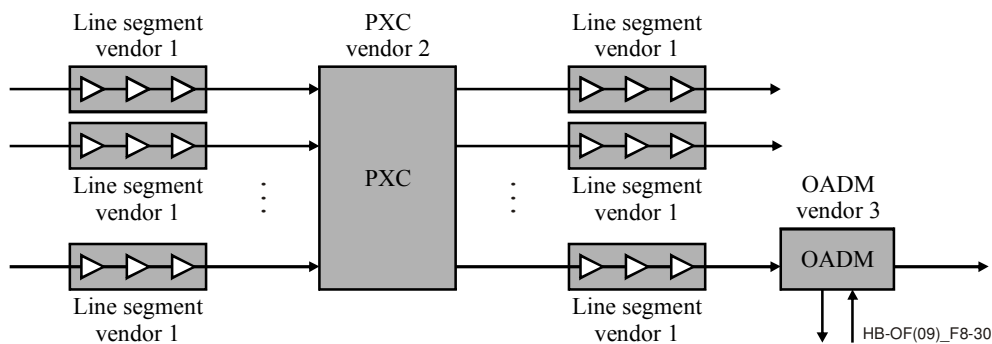 Line segment
vendor 1
PXC
vendor 2
Line segment
vendor 1
PXC
Line segment
vendor 1
Line segment
vendor 1
OADM
vendor 3
OADM
Line segment
vendor 1
Line segment
vendor 1
HB-OF(09)_F8-30